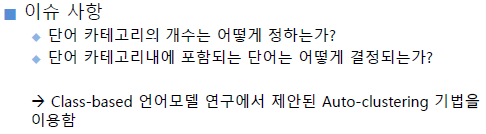 이슈 사항
단어 카테고리의 개수는 어떻게 정하는가?
단어 카테고리내에 포함되는 단어는 어떻게 결정되는가?
→ Class-based 언어모델 연구에서 제안된 Auto-clustering 기법을
이용함